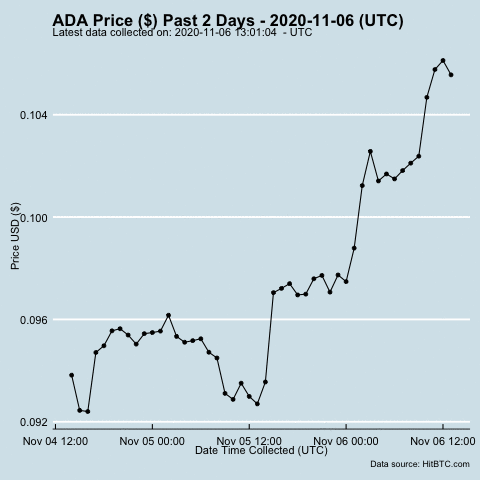 ADA Price ($) Past 2 Days - 2020-11-06 (UTC)
Latest data collected on: 2020-11-06 13:01:04  - UTC
0.104
0.100
0.096
0.092
Price USD ($)
Nov 04 12:00 Nov 05 00:00 Nov 05 12:00 Nov 06 00:00 Nov 06 12:00
Date Time Collected (UTC)
Data source: HitBTC.com